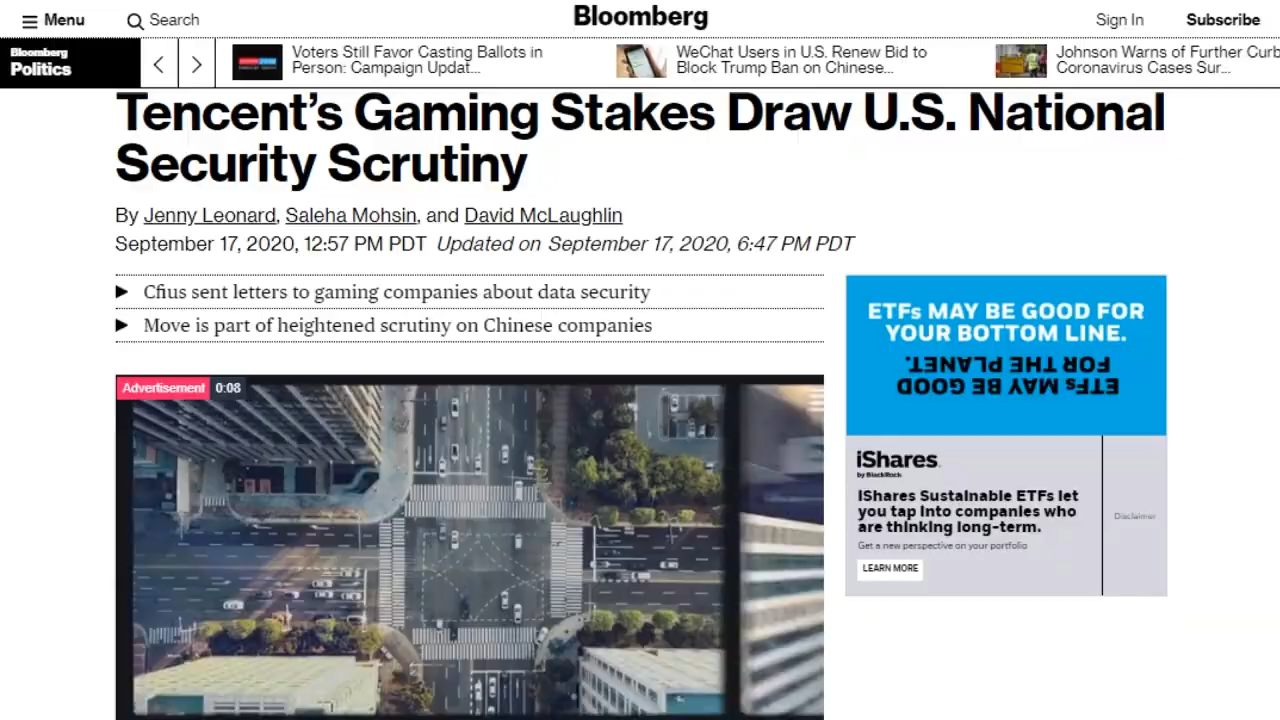 Menu
Search
Bloomberg
Sign In
Subscribe
Bloomberg
Politics
Voters Still Favor Casting Ballots in
Person: Campaign Updat...
WeChat Users in U.S. Renew Bid to
Block Trump Ban on Chinese...
Johnson Warns of Further Curb
Coronavirus Cases Sur...
Tencent’s Gaming Stakes Draw U.S. National
Security Scrutiny
By Jenny Leonard, Saleha Mohsin, and David McLaughlin
September 17, 2020, 12:57 PM PDT Updated on September 17, 2020, 6:47 PM PDT
Cfius sent letters to gaming companies about data security
Move is part of heightened scrutiny on Chinese companies
Advertisement 0:08
ETFs MAY BE GOOD FOR
YOUR BOTTOM LINE.
ETFs MAY BE GOOD
FOR THE PLANET.
iShares.
by BlackRock
iShares Sustainable ETFs let
you tap into companies who
are thinking long-term.
Get a new perspective on your portfolio
LEARN MORE
Disclaimer